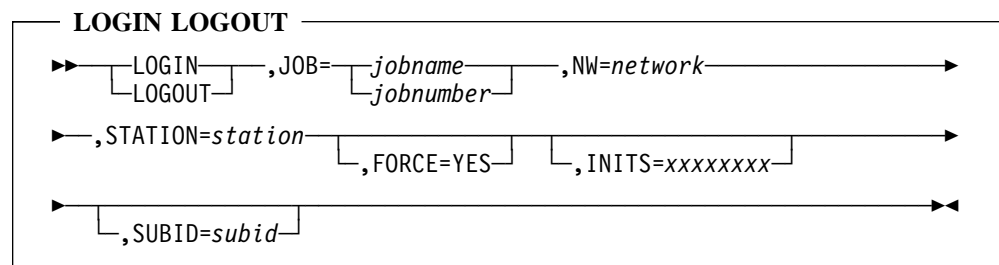 LOGIN LOGOUT
LOGIN ,JOB= jobname ,NW=network
LOGOUT jobnumber
,STATION=station
,FORCE=YES ,INITS=xxxxxxxx
,SUBID=subid